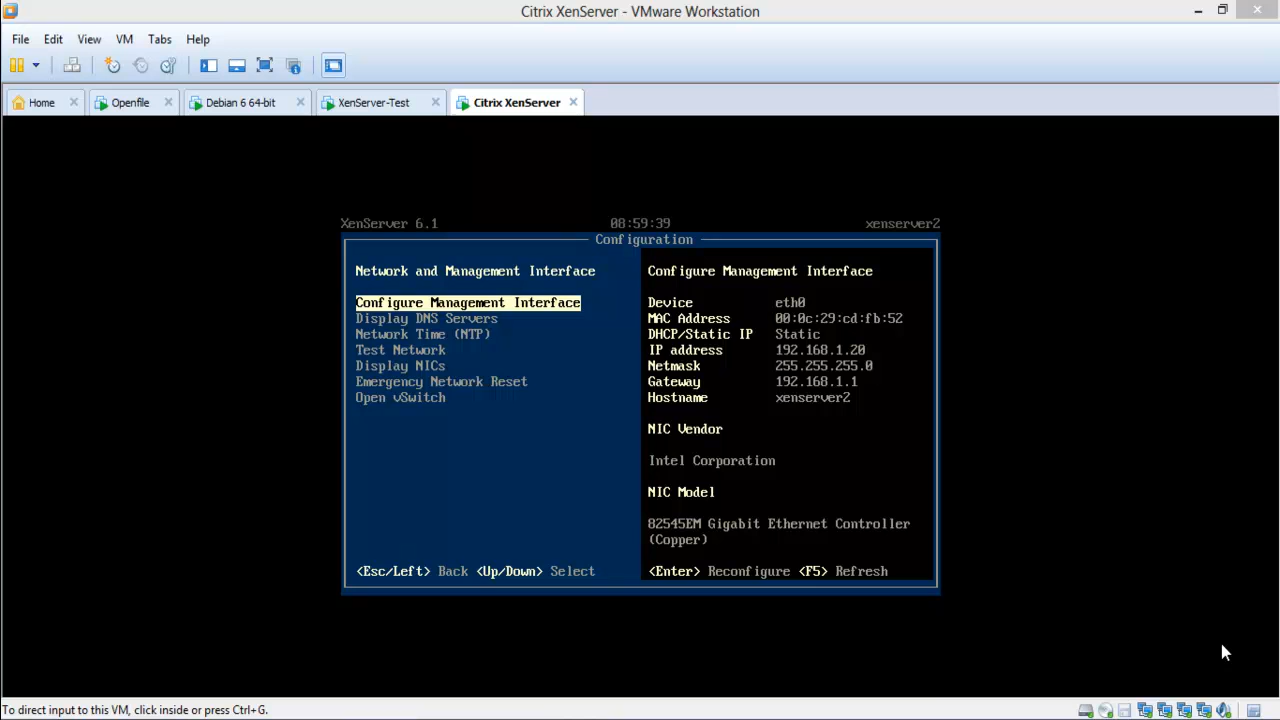 Citrix XenServer - VMware Workstation
File Edit View VM Tabs Help
Home Openfile Debian 6 64-bit XenServer-Test Citrix XenServer
XenServer 6.1 08:59:39 xenserver2
Configuration
Network and Management Interface
Configure Management Interface
Display DNS Servers
Network Time (NTP)
Test Network
Display NICs
Emergency Network Reset
Open vSwitch
<Esc/Left> Back <Up/Down> Select
Configure Management Interface
Device eth0
MAC Address 00:0c:29:cd:fb:52
DHCP/Static IP Static
IP address 192.168.1.20
Netmask 255.255.255.0
Gateway 192.168.1.1
Hostname xenserver2
NIC Vendor
Intel Corporation
NIC Model
82545EM Gigabit Ethernet Controller
(Copper)
<Enter> Reconfigure <F5> Refresh
To direct input to this VM, click inside or press Ctrl+G.